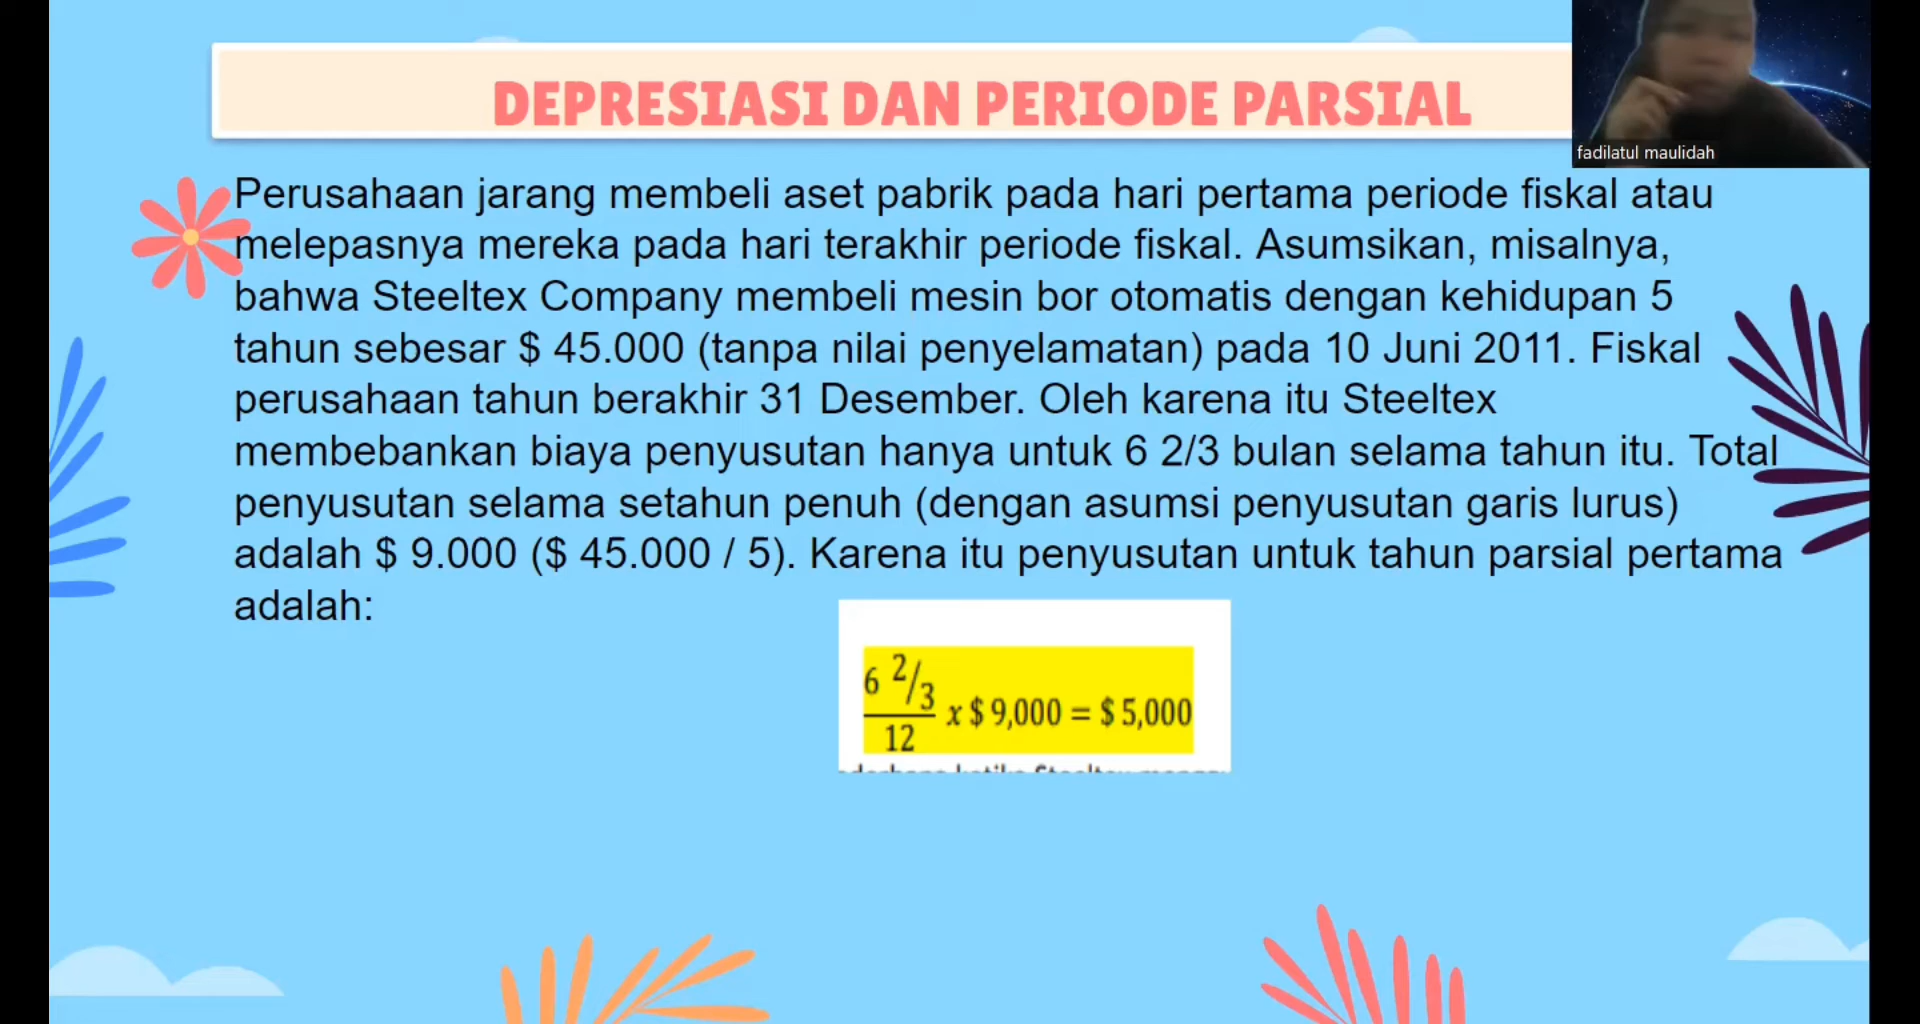 DEPRESIASI DAN PERIODE PARSIAL
fadilatul maulidah
Perusahaan jarang membeli aset pabrik pada hari pertama periode fiskal atau
melepasnya mereka pada hari terakhir periode fiskal. Asumsikan, misalnya,
bahwa Steeltex Company membeli mesin bor otomatis dengan kehidupan 5
tahun sebesar $ 45.000 (tanpa nilai penyelamatan) pada 10 Juni 2011. Fiskal
perusahaan tahun berakhir 31 Desember. Oleh karena itu Steeltex
membebankan biaya penyusutan hanya untuk 6 2/3 bulan selama tahun itu. Total
penyusutan selama setahun penuh (dengan asumsi penyusutan garis lurus)
adalah $ 9.000 ($ 45.000 / 5). Karena itu penyusutan untuk tahun parsial pertama
adalah:
6 2/3
12
x $ 9,000 = $ 5,000